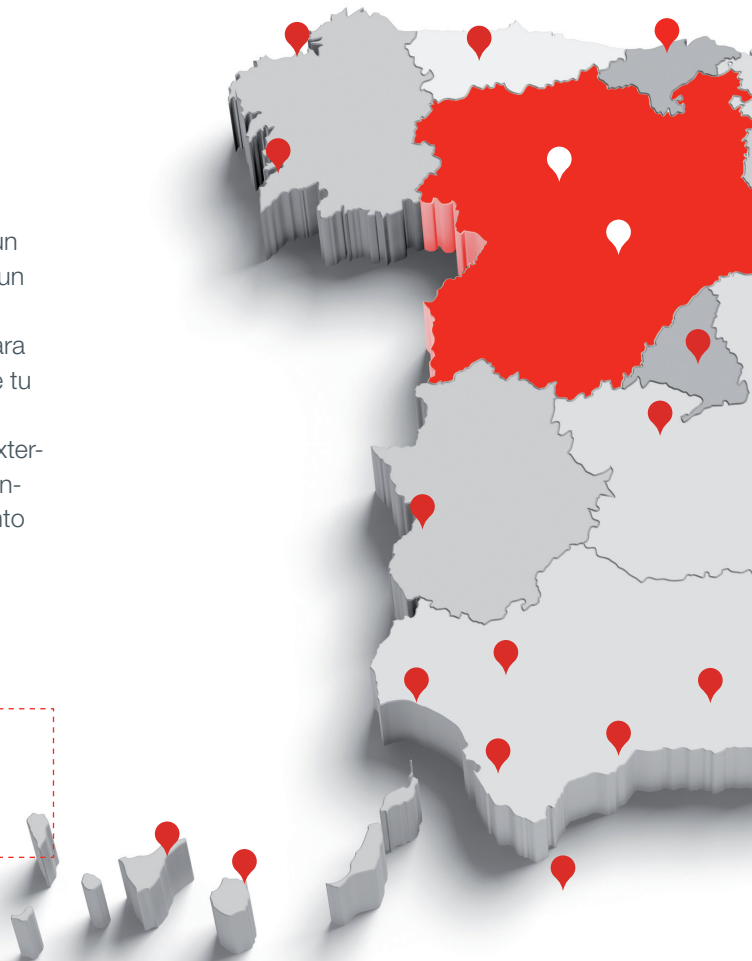 un
un
ara
e tu
xter-
n-
nto